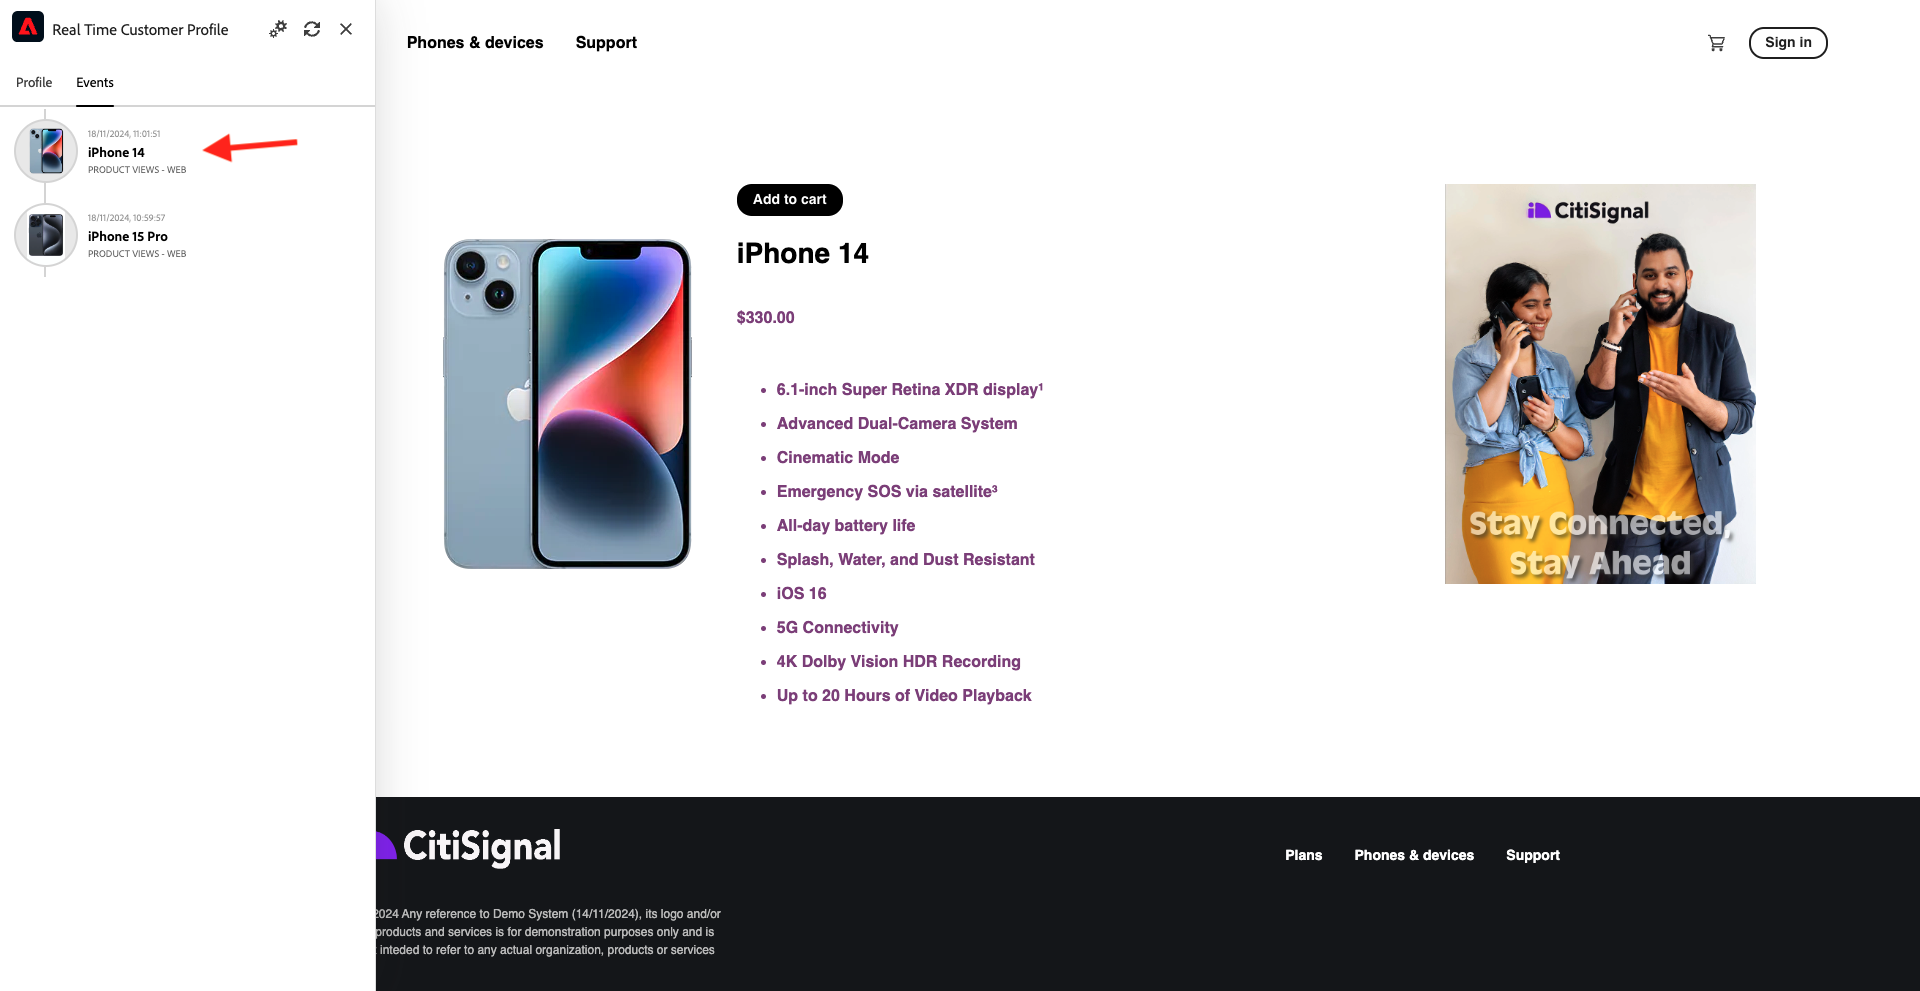 Real Time Customer Profile
Profile
Events
18/11/2024, 11:01:51
iPhone 14
PRODUCT VIEWS - WEB
18/11/2024, 10:59:57
iPhone 15 Pro
PRODUCT VIEWS - WEB
Phones & devices
Support
Sign in
Add to cart
iPhone 14
$330.00
• 6.1-inch Super Retina XDR display¹
• Advanced Dual-Camera System
• Cinematic Mode
• Emergency SOS via satellite³
• All-day battery life
• Splash, Water, and Dust Resistant
• iOS 16
• 5G Connectivity
• 4K Dolby Vision HDR Recording
• Up to 20 Hours of Video Playback
CitiSignal
Stay Connected,
Stay Ahead
CitiSignal
Plans
Phones & devices
Support
2024 Any reference to Demo System (14/11/2024), its logo and/or
products and services is for demonstration purposes only and is
inteded to refer to any actual organization, products or services